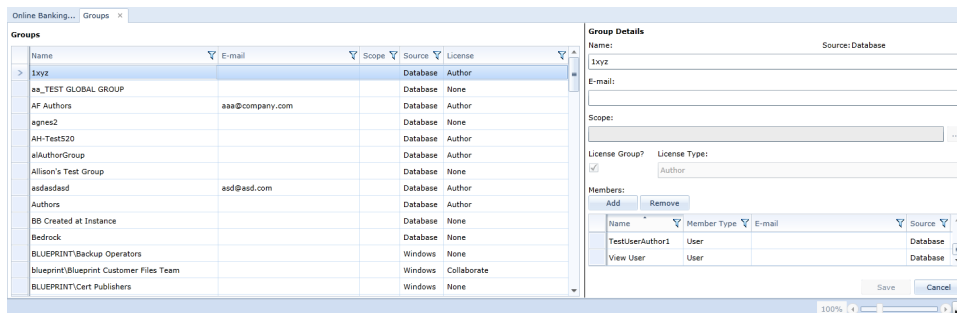 Online Banking... Groups ×
Groups
Name E-mail Scope Source License
> 1xyz Database Author
aa_TEST GLOBAL GROUP Database None
AF Authors aaa@company.com Database Author
agnes2 Database None
AH-Test520 Database Author
alAuthorGroup Database Author
Allison's Test Group Database None
asdasdasd asd@asd.com Database Author
Authors Database Author
BB Created at Instance Database None
Bedrock Database None
BLUEPRINT\Backup Operators Windows None
blueprint\Blueprint Customer Files Team Windows Collaborate
BLUEPRINT\Cert Publishers Windows None
Group Details
Name: Source: Database
1xyz
E-mail:
Scope:
...
License Group? License Type:
Author
Members:
Add Remove
Name Member Type E-mail Source
TestUserAuthor1 User Database
View User User Database
Save Cancel
100%